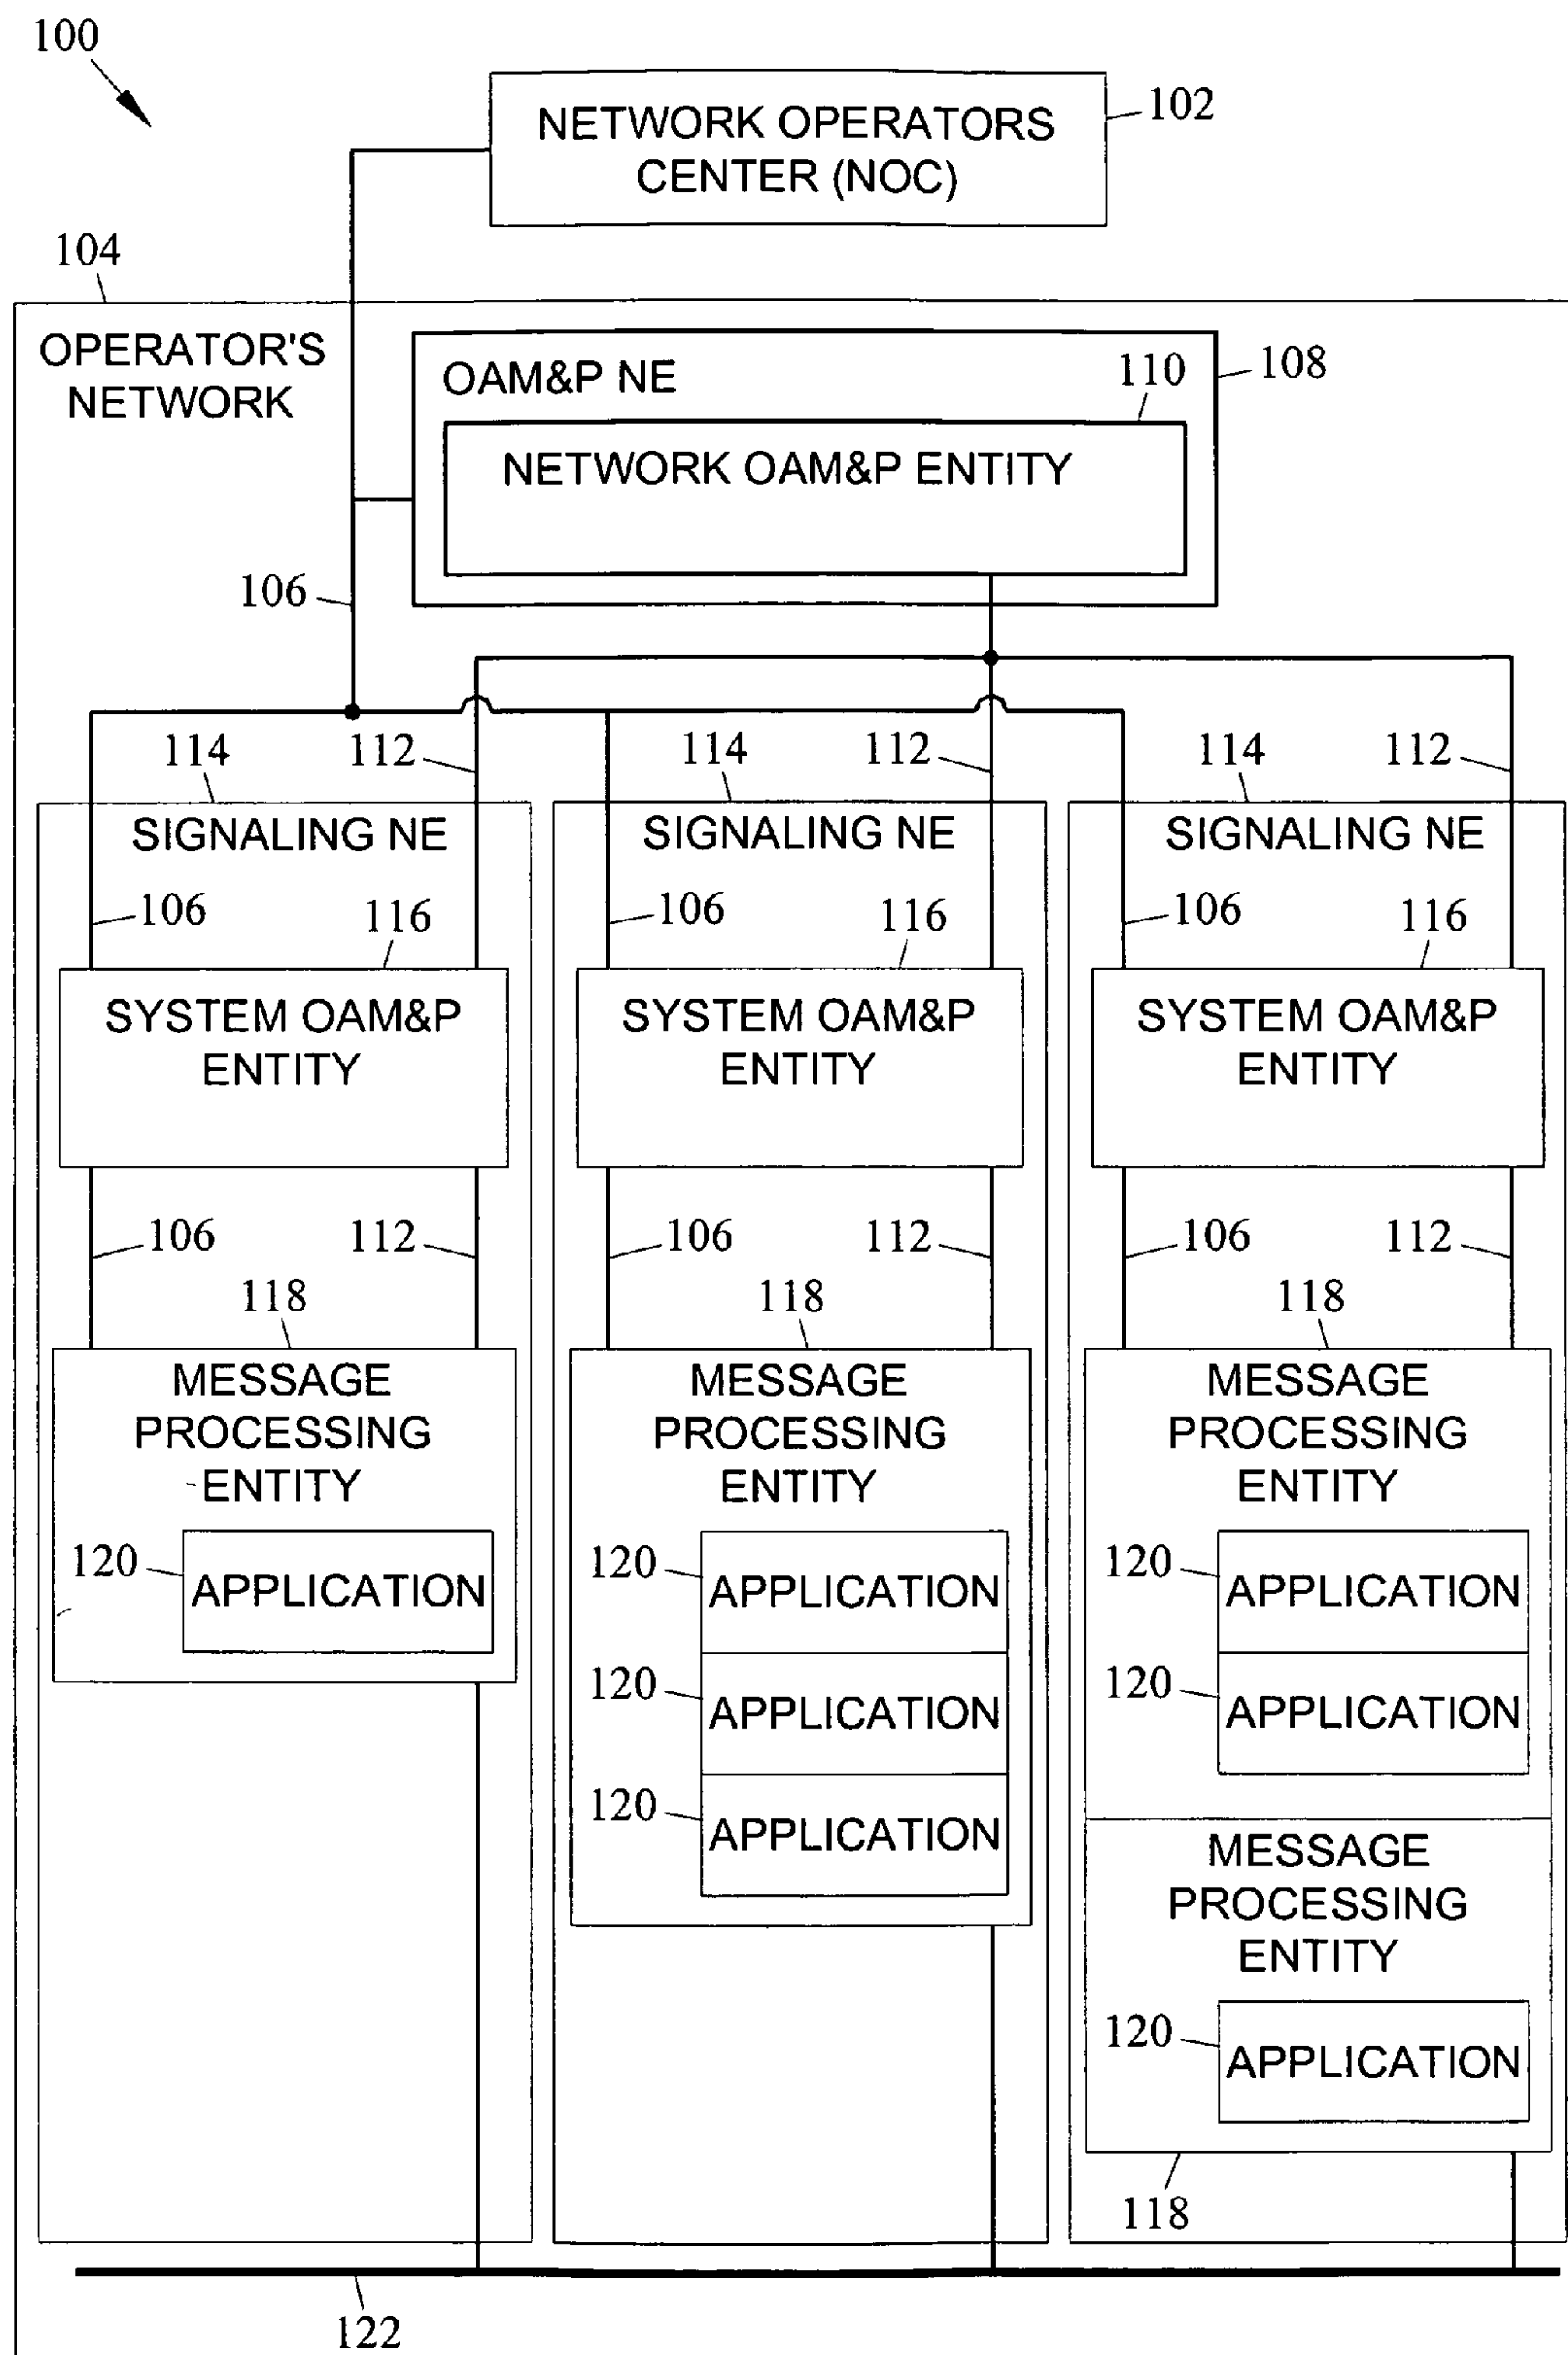 100
NETWORK OPERATORS
CENTER (NOC)
102
104
OPERATOR'S
NETWORK
OAM&P NE
110
108
NETWORK OAM&P ENTITY
106
114
112
114
112
114
112
SIGNALING NE
SIGNALING NE
SIGNALING NE
106
116
106
116
106
116
SYSTEM OAM&P
ENTITY
SYSTEM OAM&P
ENTITY
SYSTEM OAM&P
ENTITY
106
112
106
112
106
112
118
118
118
MESSAGE
PROCESSING
ENTITY
MESSAGE
PROCESSING
ENTITY
MESSAGE
PROCESSING
ENTITY
120
APPLICATION
120
APPLICATION
120
APPLICATION
120
APPLICATION
120
APPLICATION
120
APPLICATION
MESSAGE
PROCESSING
ENTITY
120
APPLICATION
118
122